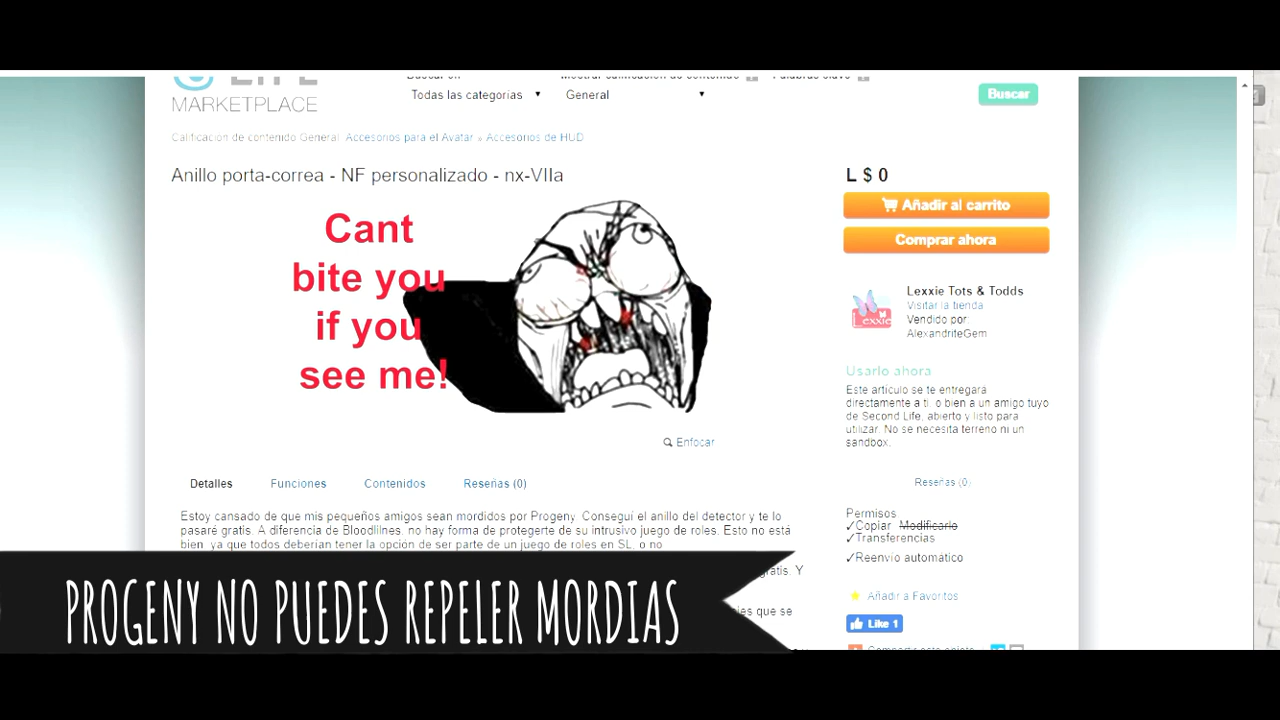 LIFE
MARKETPLACE
Todas las categorias
General
Buscar
Calificación de contenido General Accesorios para el Avatar » Accesorios de HUD
Anillo porta-correa - NF personalizado - nx-VIIa
L $ 0
Añadir al carrito
Comprar ahora
Cant
bite you
if you
see me!
Enfocar
Lexxie
Lexxie Tots & Todds
Visitar la tienda
Vendido por:
AlexandriteGem
Usarlo ahora
Este artículo se te entregará
directamente a ti, o bien a un amigo tuyo
de Second Life, abierto y listo para
utilizar. No se necesita terreno ni un
sandbox.
Reseñas (0)
Permisos
✓Copiar Modificarlo
✓Transferencias
✓Reenvío automático
Añadir a Favoritos
Like 1
Detalles Funciones Contenidos Reseñas (0)
Estoy cansado de que mis pequeños amigos sean mordidos por Progeny. Conseguí el anillo del detector y te lo
pasaré gratis. A diferencia de Bloodlilnes, no hay forma de protegerte de su intrusivo juego de roles. Esto no está
bien, ya que todos deberían tener la opción de ser parte de un juego de roles en SL, o no
gratis. Y
que se
PROGENY NO PUEDES REPELER MORDIAS